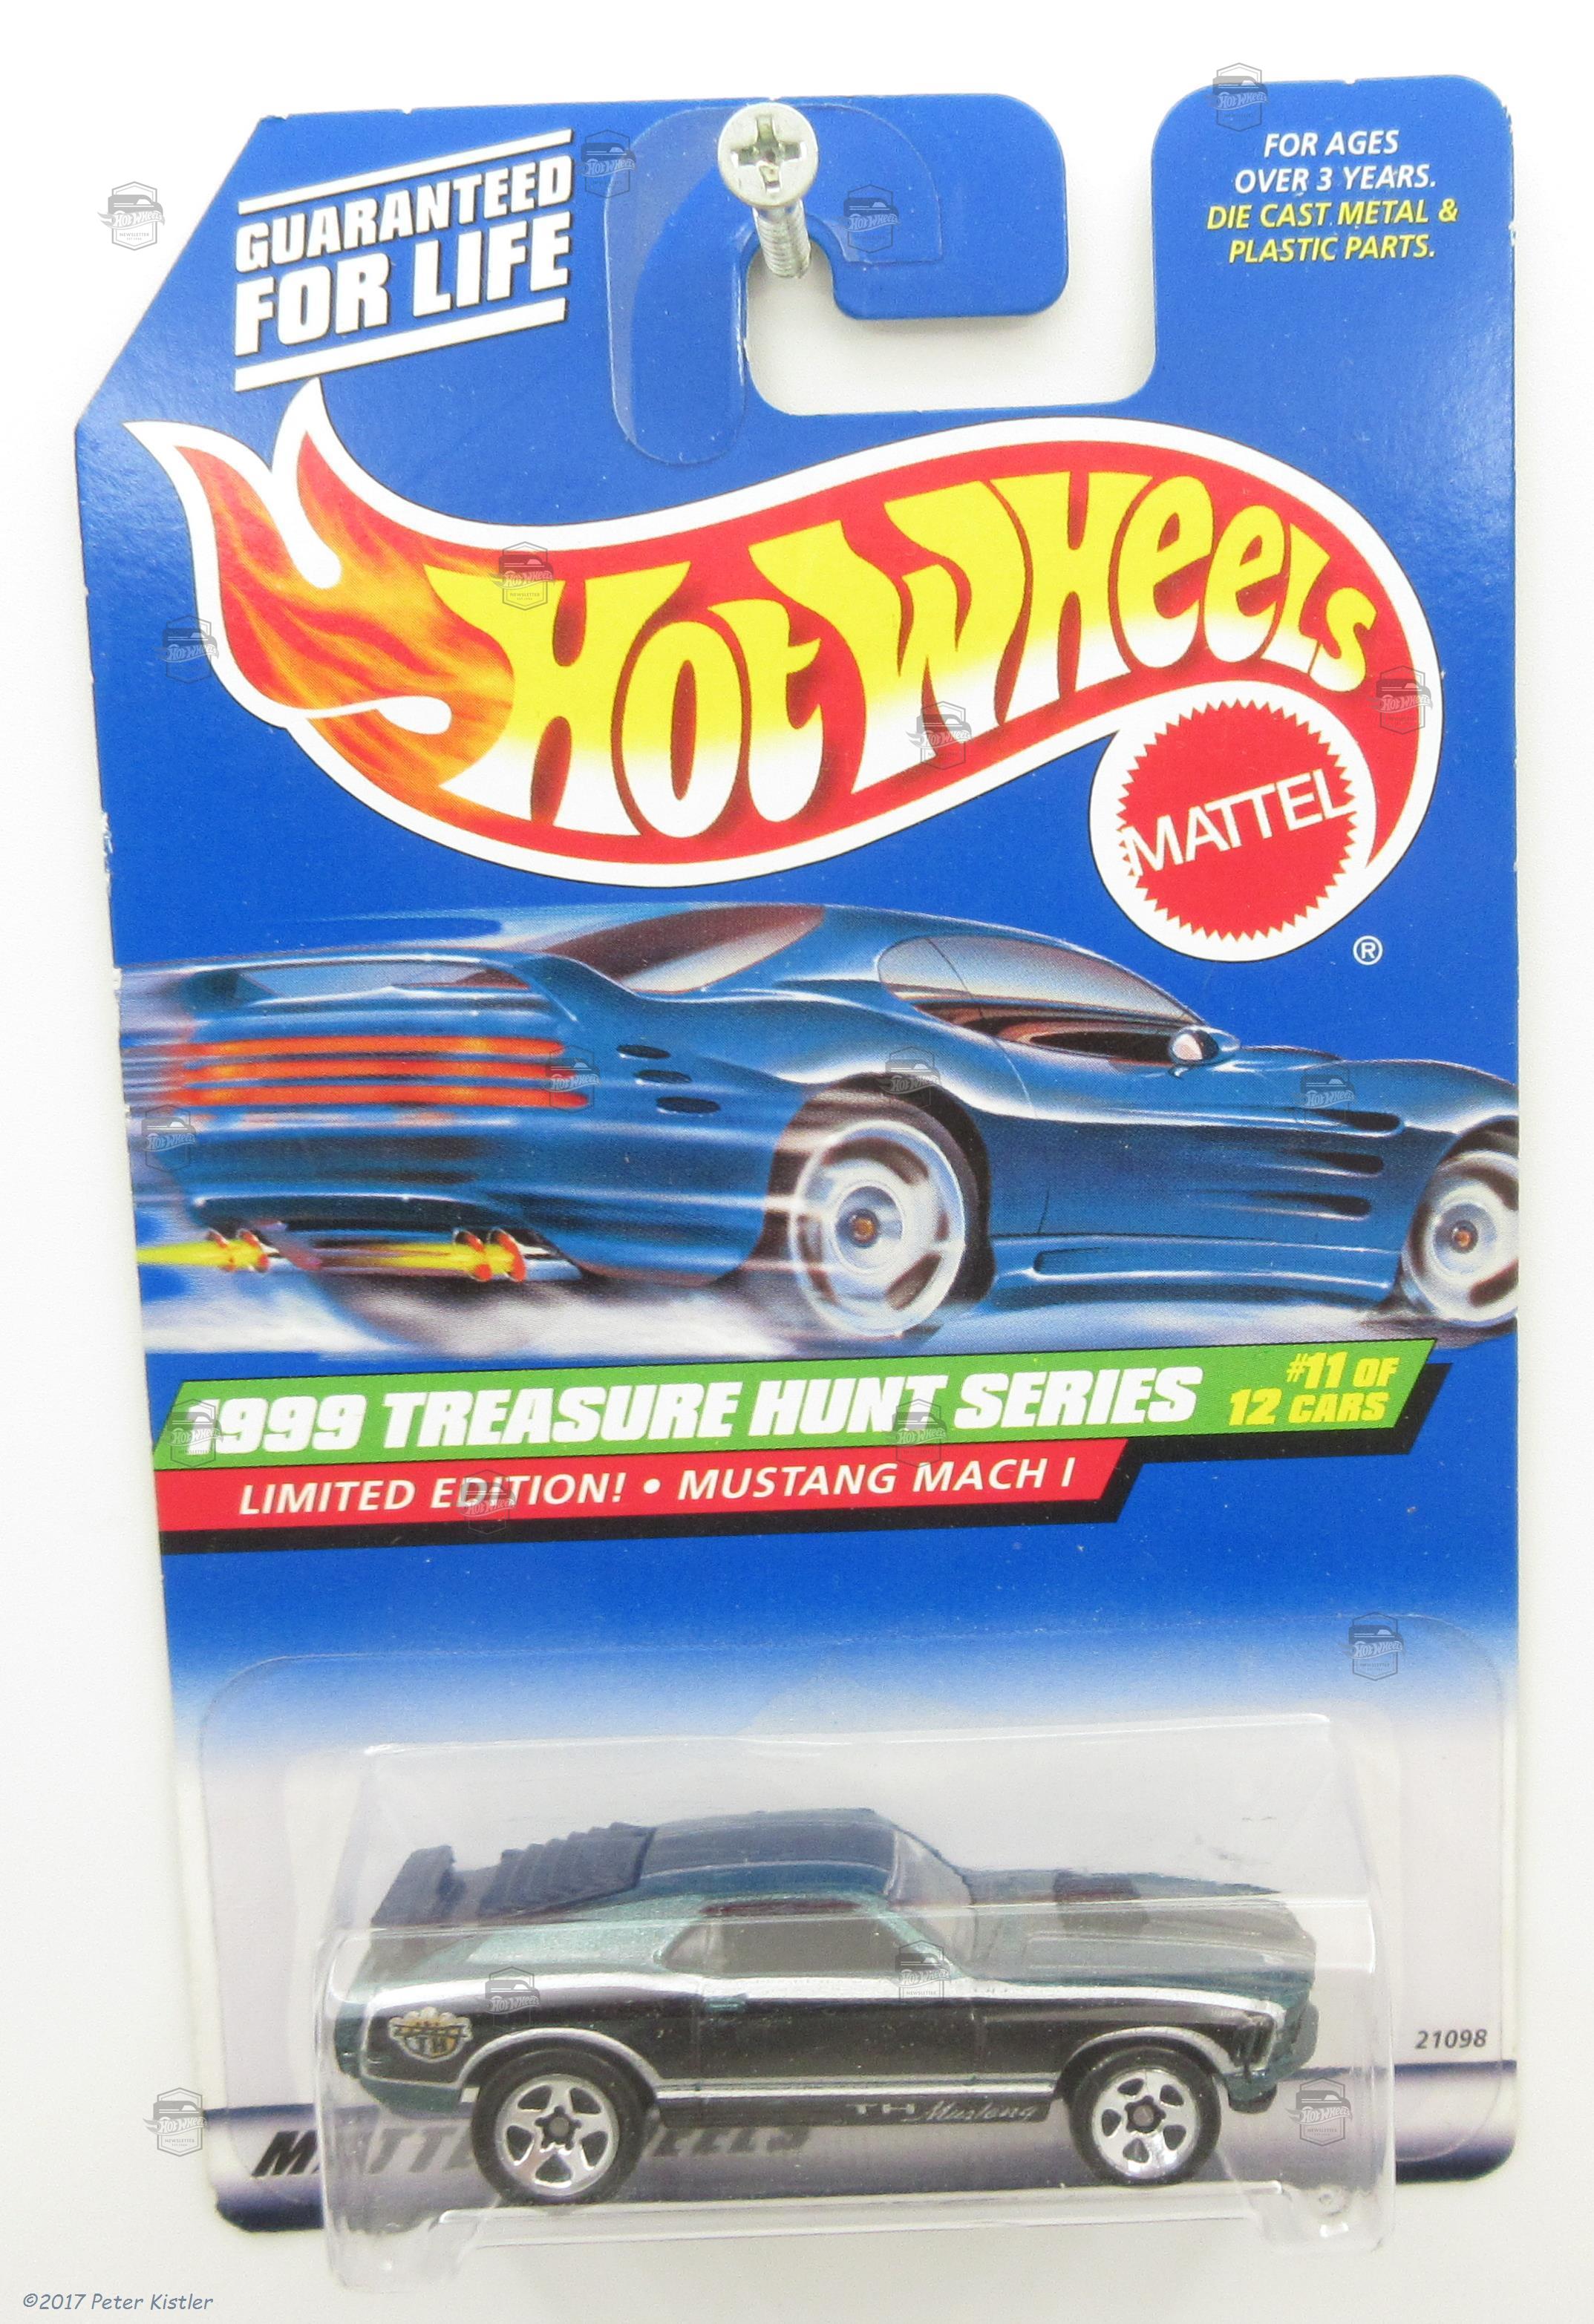 GUARANTEED
FOR LIFE
FOR AGES
OVER 3 YEARS.
DIE CAST METAL &
PLASTIC PARTS.
HOT WHEELS
MATTEL
®
1999 TREASURE HUNT SERIES
#11 OF
12 CARS
LIMITED EDITION! • MUSTANG MACH I
TH
TH Mustang
21098
©2017 Peter Kistler